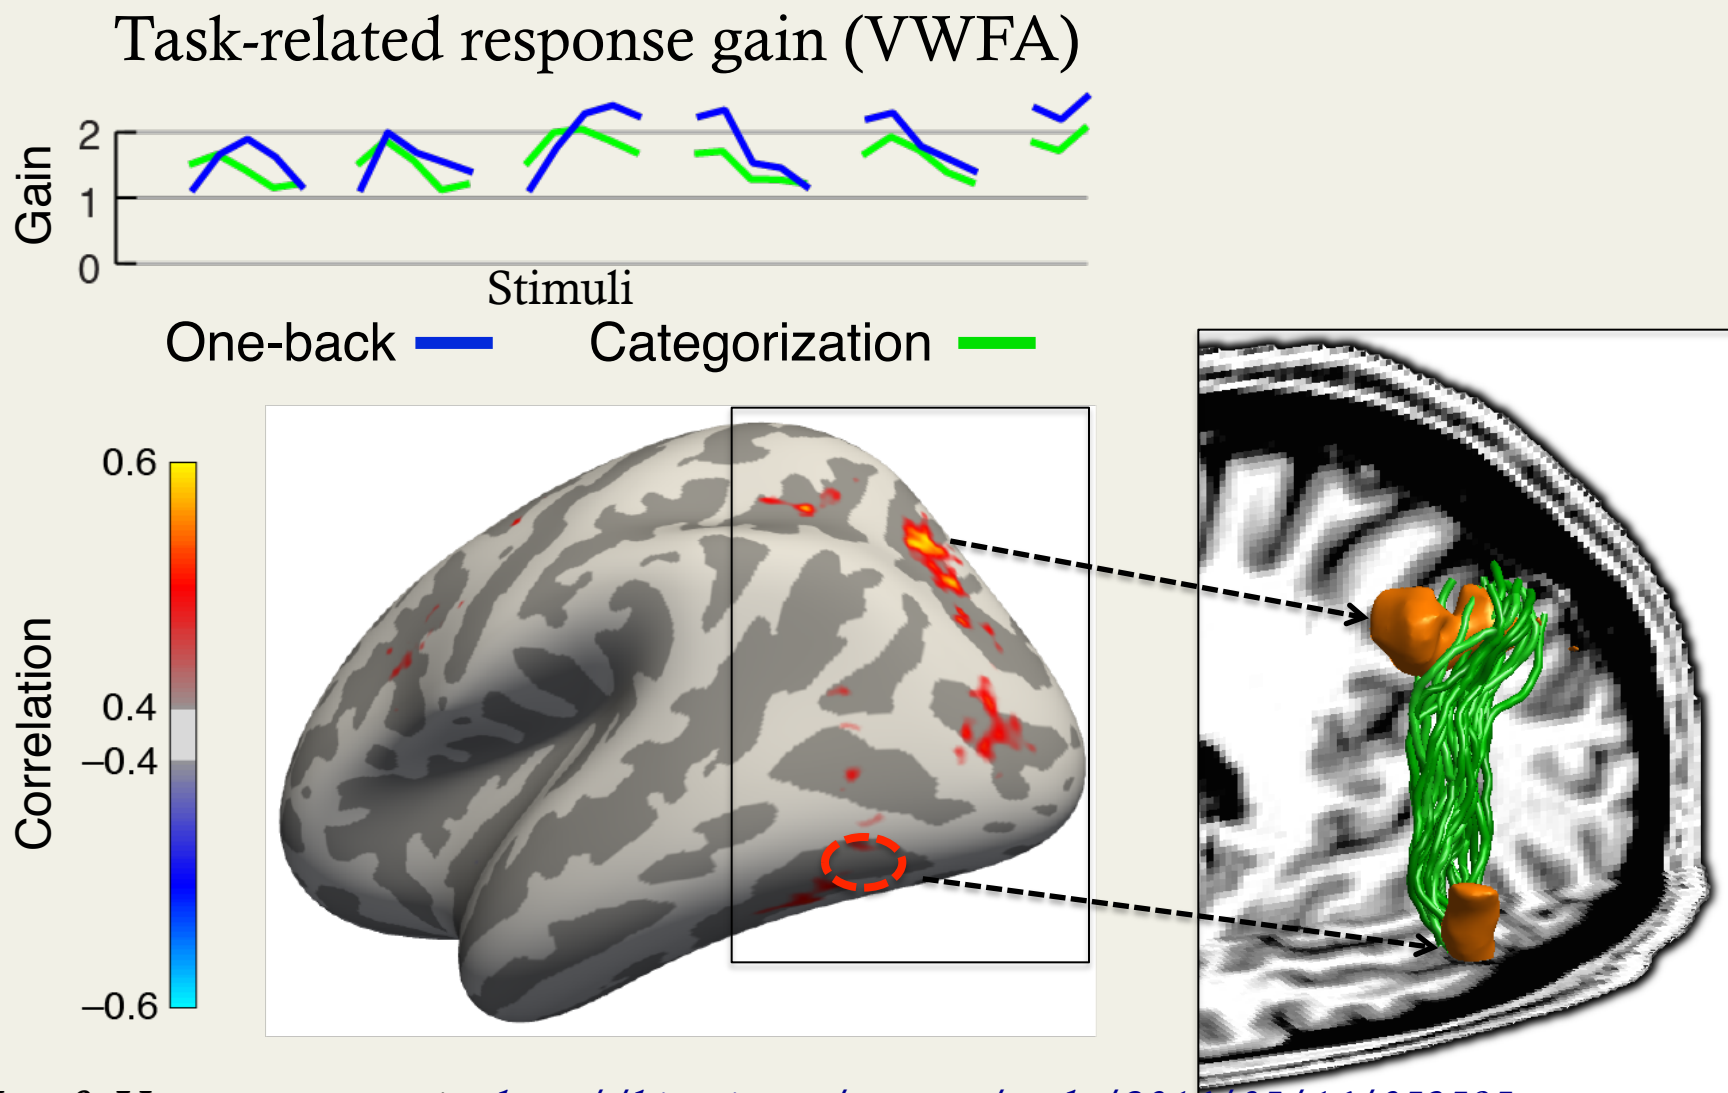 Task-related response gain (VWFA)
2
1
0
Gain
Stimuli
One-back
Categorization
0.6
0.4
–0.4
–0.6
Correlation